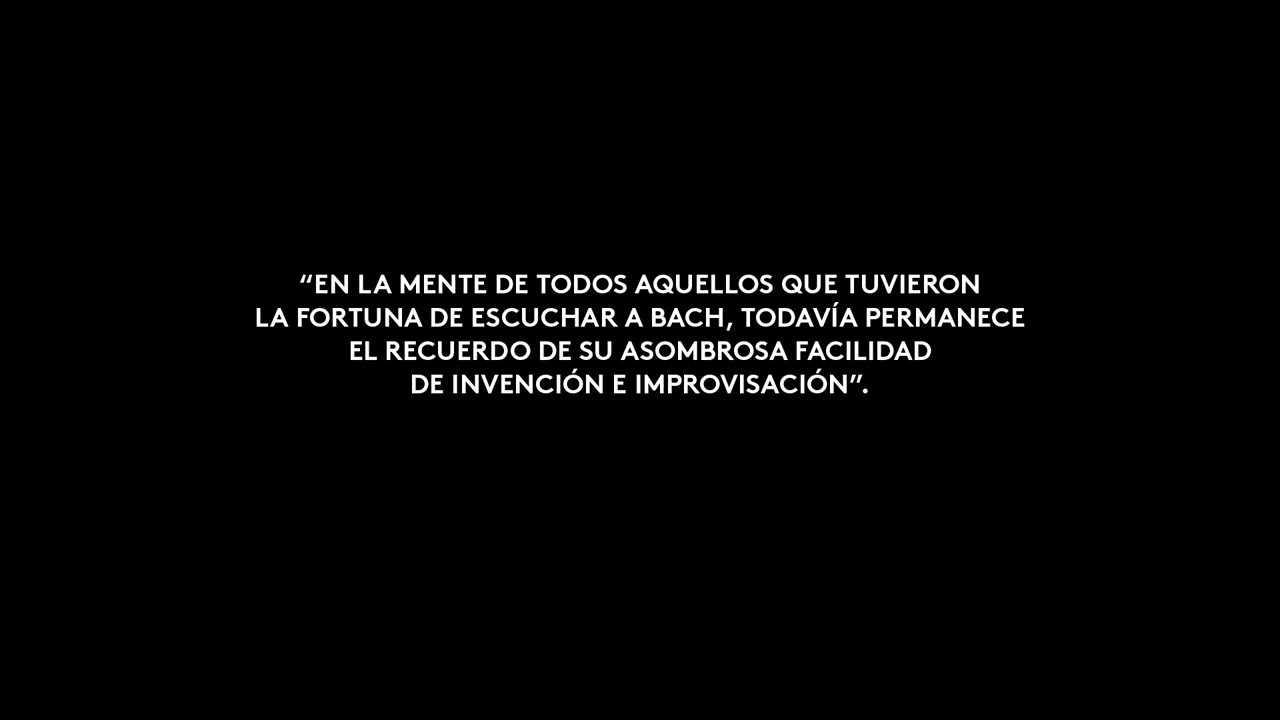 “EN LA MENTE DE TODOS AQUELLOS QUE TUVIERON
LA FORTUNA DE ESCUCHAR A BACH, TODAVÍA PERMANECE
EL RECUERDO DE SU ASOMBROSA FACILIDAD
DE INVENCIÓN E IMPROVISACIÓN”.